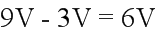 9V - 3V = 6V